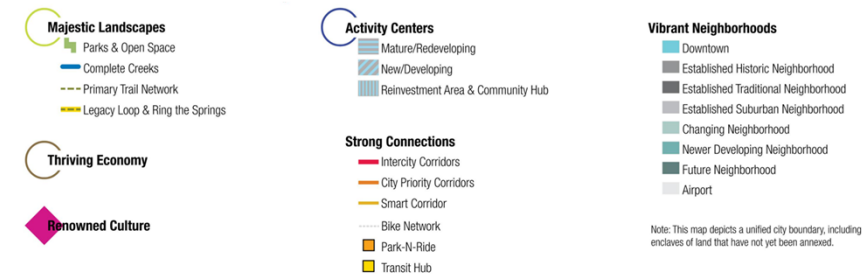 Majestic Landscapes
Parks & Open Space
Complete Creeks
Primary Trail Network
Legacy Loop & Ring the Springs
Thriving Economy
Renowned Culture
Activity Centers
Mature/Redeveloping
New/Developing
Reinvestment Area & Community Hub
Strong Connections
Intercity Corridors
City Priority Corridors
Smart Corridor
Bike Network
Park-N-Ride
Transit Hub
Vibrant Neighborhoods
Downtown
Established Historic Neighborhood
Established Traditional Neighborhood
Established Suburban Neighborhood
Changing Neighborhood
Newer Developing Neighborhood
Future Neighborhood
Airport
Note: This map depicts a unified city boundary, including
enclaves of land that have not yet been annexed.